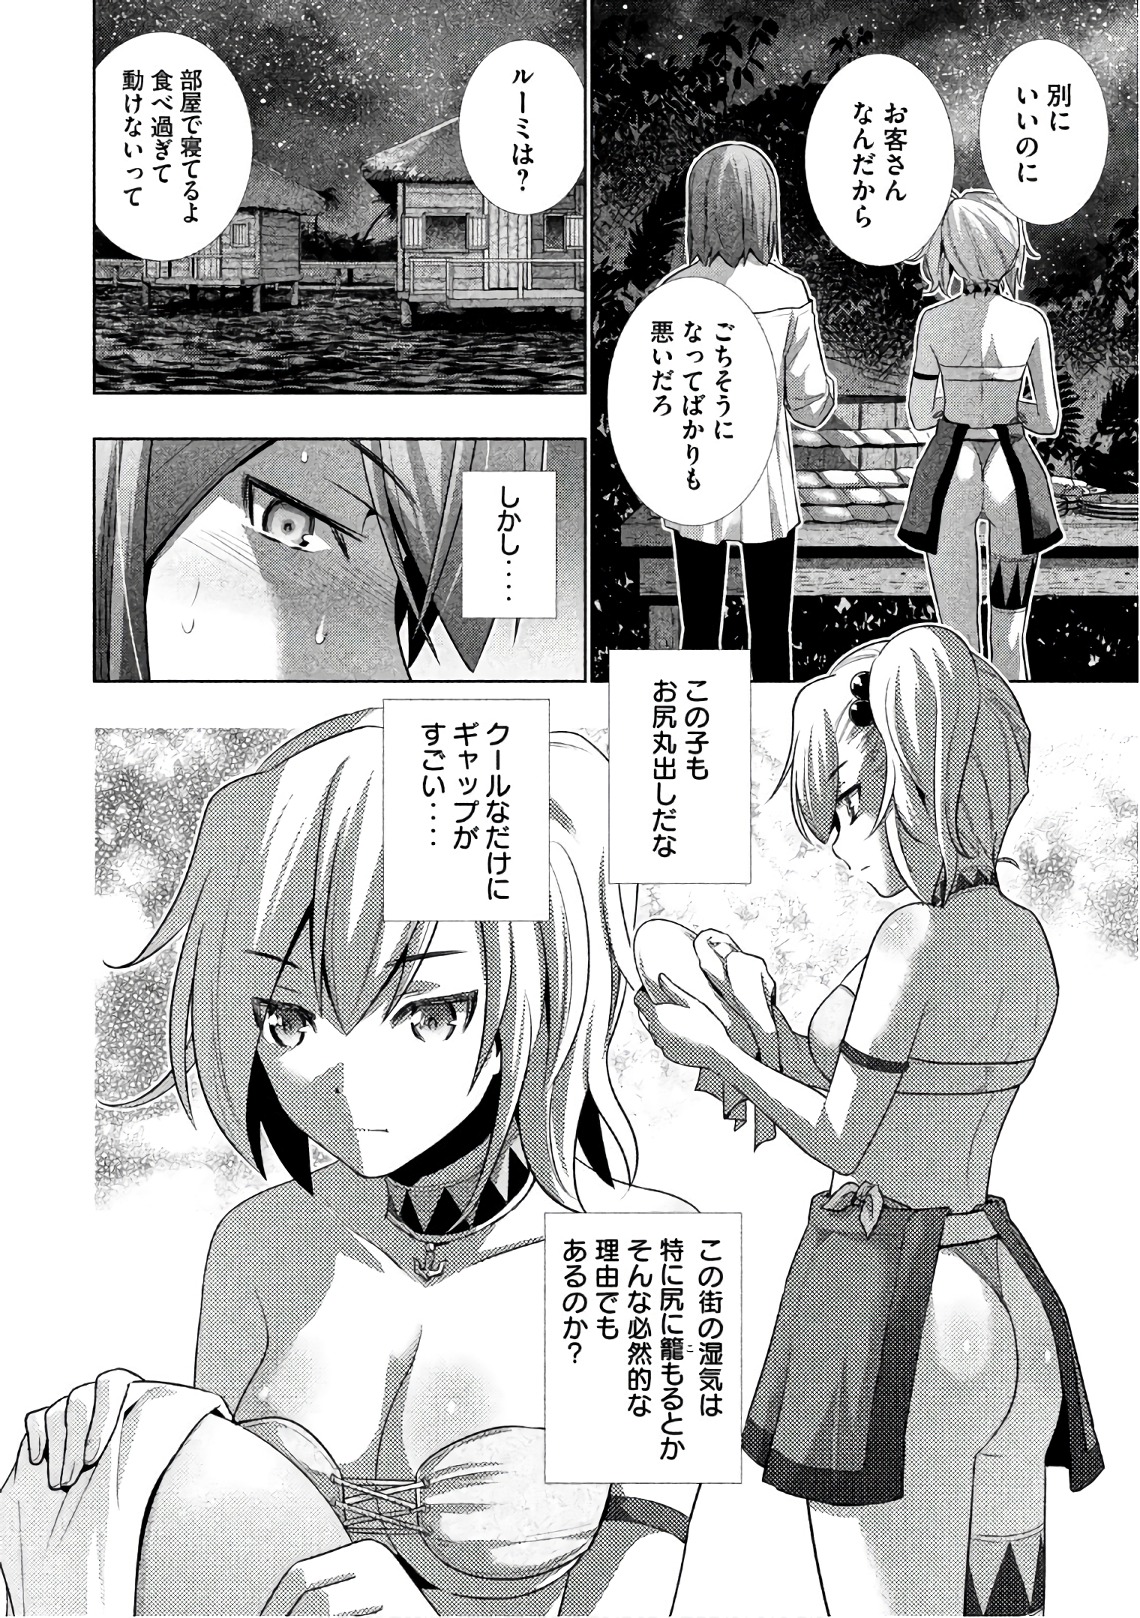 別に
いいのに
お客さん
なんだから
ごちそうに
なってばかりも
悪いだろ
ルーミは?
部屋で寝てるよ
食べ過ぎて
動けないって
しかし‥‥
この子も
お尻丸出しだな
クールなだけに
ギャップが
すごい‥‥
この街の湿気は
特に尻に籠もるとか
こ
そんな必然的な
理由でも
あるのか?